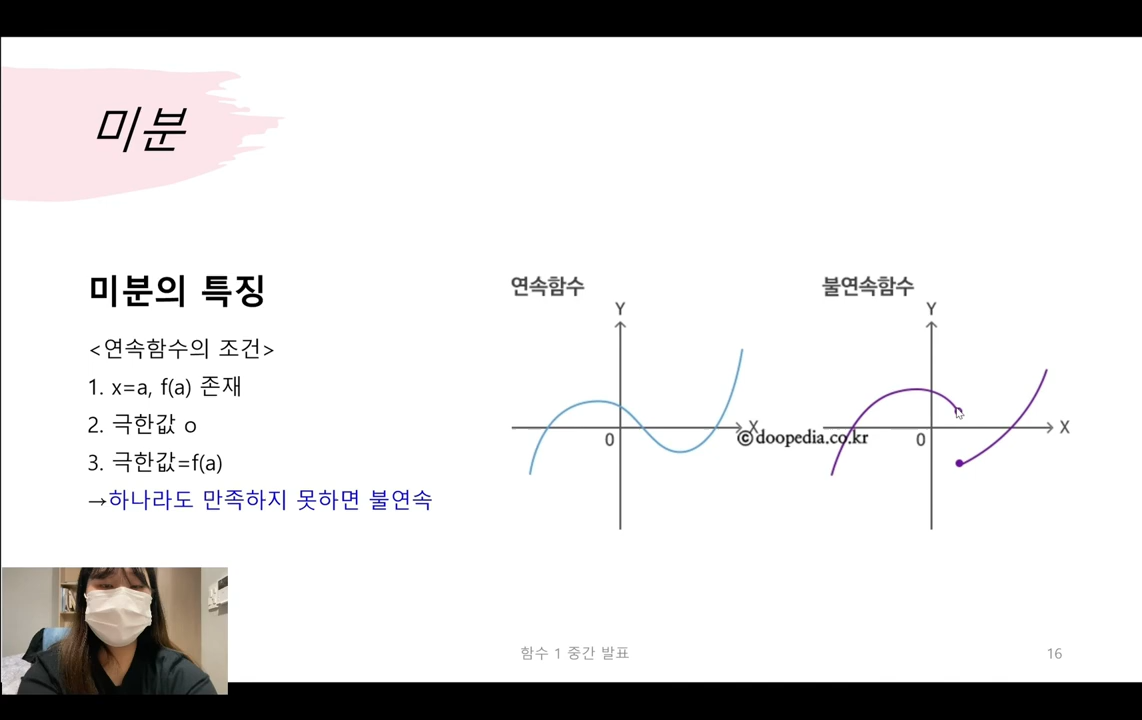 미분
미분의 특징
<연속함수의 조건>
1. x=a, f(a) 존재
2. 극한값 o
3. 극한값=f(a)
→하나라도 만족하지 못하면 불연속
연속함수
Y
X
0
불연속함수
Y
X
0
©doopedia.co.kr
함수 1 중간 발표
16